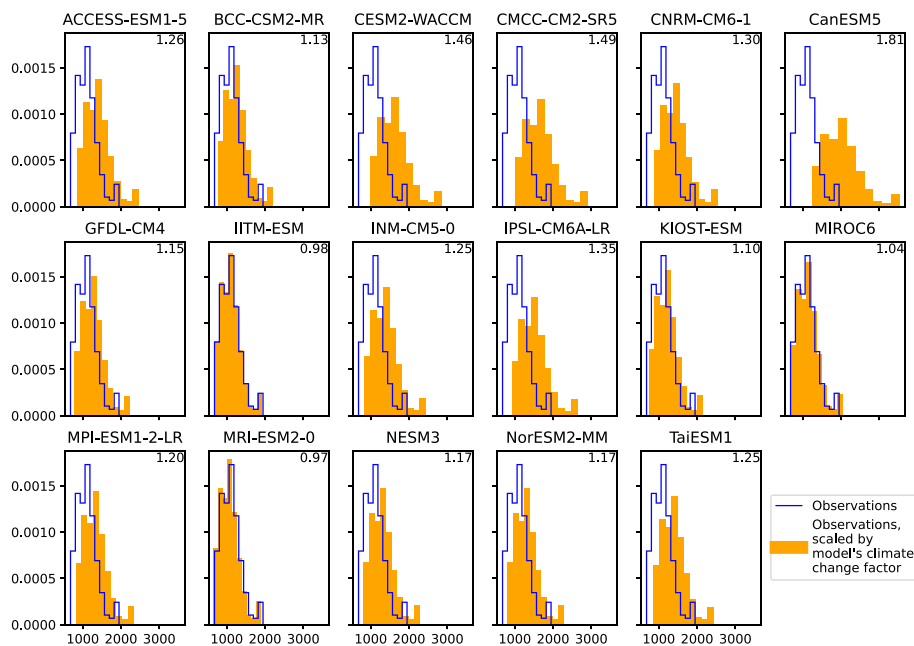 ACCESS-ESM1-5 BCC-CSM2-MR CESM2-WACCM CMCC-CM2-SR5 CNRM-CM6-1 CanESM5
1.26 1.13 1.46 1.49 1.30 1.81
0.0015
0.0010
0.0005
0.0000
GFDL-CM4 IITM-ESM INM-CM5-0 IPSL-CM6A-LR KIOST-ESM MIROC6
1.15 0.98 1.25 1.35 1.10 1.04
0.0015
0.0010
0.0005
0.0000
MPI-ESM1-2-LR MRI-ESM2-0 NESM3 NorESM2-MM TaiESM1
1.20 0.97 1.17 1.17 1.25
0.0015
0.0010
0.0005
0.0000
1000 2000 3000 1000 2000 3000 1000 2000 3000 1000 2000 3000 1000 2000 3000
Observations
Observations,
scaled by
model's climate
change factor